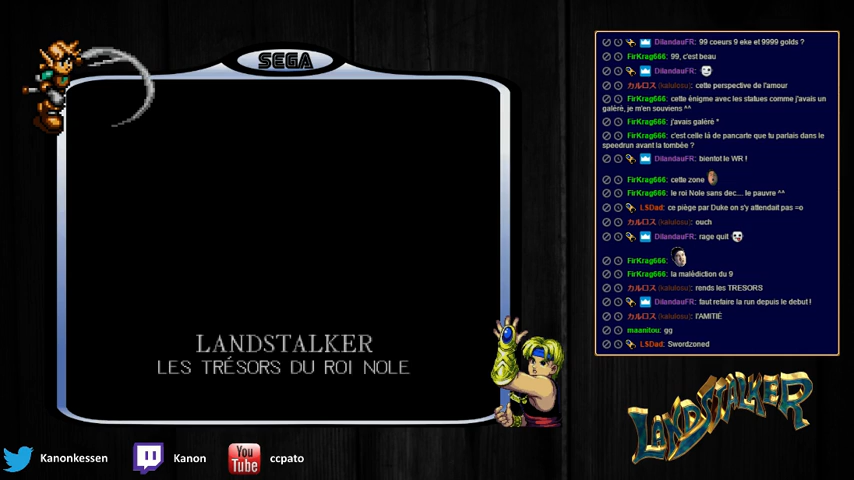 SEGA
LANDSTALKER
LES TRÉSORS DU ROI NOLE
DilandauFR: 99 coeurs 9 eke et 9999 golds ?
FirKrag666: 99, c'est beau
DilandauFR:
カルロス (kalulosu): cette perspective de l'amour
FirKrag666: cette énigme avec les statues comme j'avais un
galéré, je m'en souviens ^^
FirKrag666: j'avais galéré *
FirKrag666: c'est celle là de pancarte que tu parlais dans le
speedrun avant la tombée ?
DilandauFR: bientot le WR !
FirKrag666: cette zone
FirKrag666: le roi Nole sans dec.... le pauvre ^^
LSDad: ce piège par Duke on s'y attendait pas =o
カルロス (kalulosu): ouch
DilandauFR: rage quit
FirKrag666:
FirKrag666: la malédiction du 9
カルロス (kalulosu): rends les TRESORS
DilandauFR: faut refaire la run depuis le debut !
カルロス (kalulosu): l'AMITIÉ
maanitou: gg
LSDad: Swordzoned
LANDSTALKER
Kanonkessen
Kanon
You
Tube
ccpato